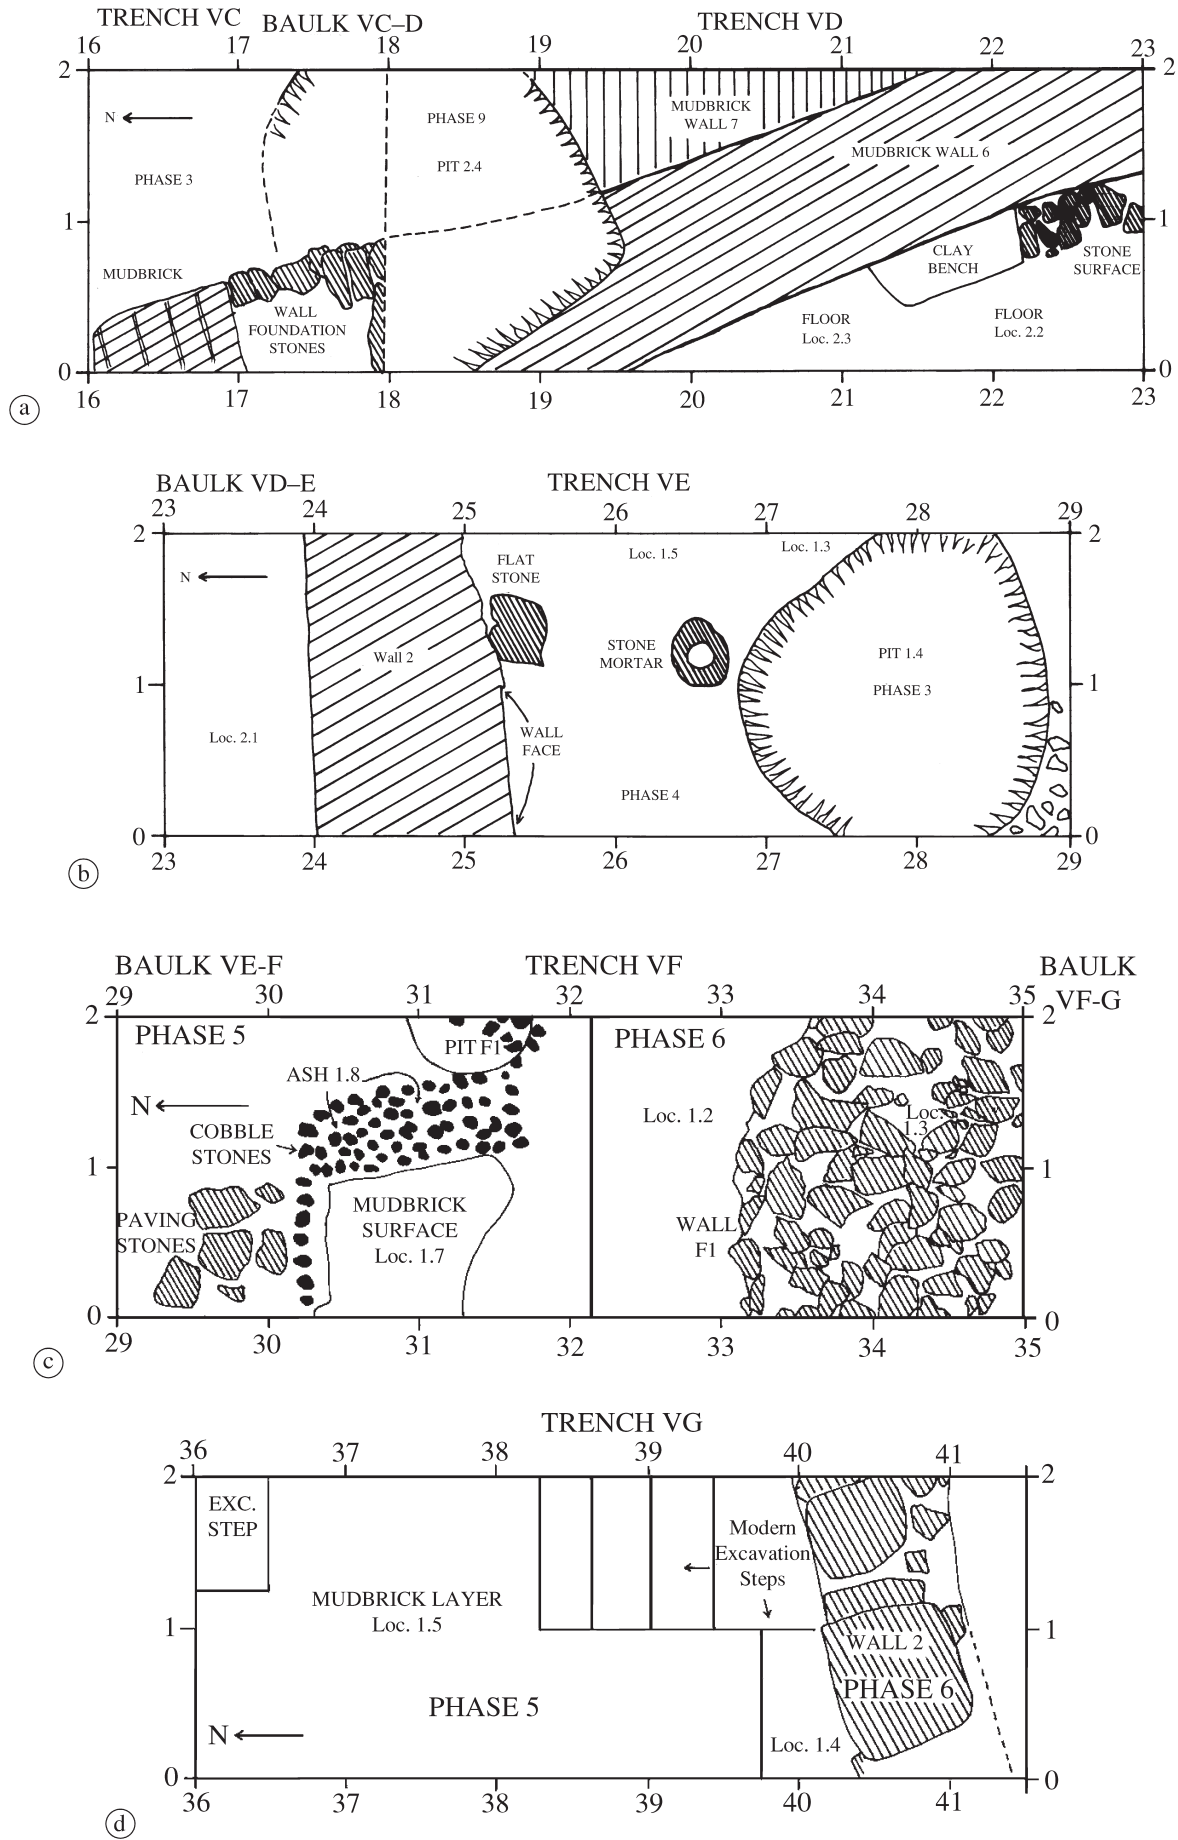 TRENCH VC BAULK VC–D TRENCH VD
16 17 18 19 20 21 22 23
2 2
MUDBRICK
WALL 7
N
PHASE 9
PHASE 3
PIT 2.4
MUDBRICK WALL 6
1 1
MUDBRICK
CLAY
BENCH
STONE
SURFACE
WALL
FOUNDATION
STONES
FLOOR
Loc. 2.3
FLOOR
Loc. 2.2
0 0
16 17 18 19 20 21 22 23
a
BAULK VD–E TRENCH VE
23 24 25 26 27 28 29
2 2
Loc. 1.5 Loc. 1.3
FLAT
STONE
N
Wall 2
STONE
MORTAR
PIT 1.4
PHASE 3
1 1
Loc. 2.1
WALL
FACE
PHASE 4
0 0
23 24 25 26 27 28 29
b
BAULK VE-F TRENCH VF BAULK
VF-G
29 30 31 32 33 34 35
2 2
PHASE 5 PHASE 6
PIT F1
ASH 1.8
N
COBBLE
STONES
Loc. 1.2
Loc.
1.3
1 1
PAVING
STONES
MUDBRICK
SURFACE
Loc. 1.7
WALL
F1
0 0
29 30 31 32 33 34 35
c
TRENCH VG
36 37 38 39 40 41
2 2
EXC.
STEP
Modern
Excavation
Steps
MUDBRICK LAYER
Loc. 1.5
1 1
WALL 2
PHASE 6
PHASE 5
N
Loc. 1.4
0 0
36 37 38 39 40 41
d